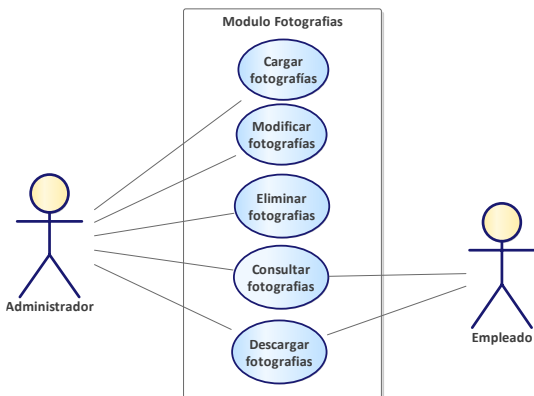 Modulo Fotografias
Cargar
fotografías
Modificar
fotografías
Eliminar
fotografias
Consultar
fotografias
Descargar
fotografias
Administrador
Empleado